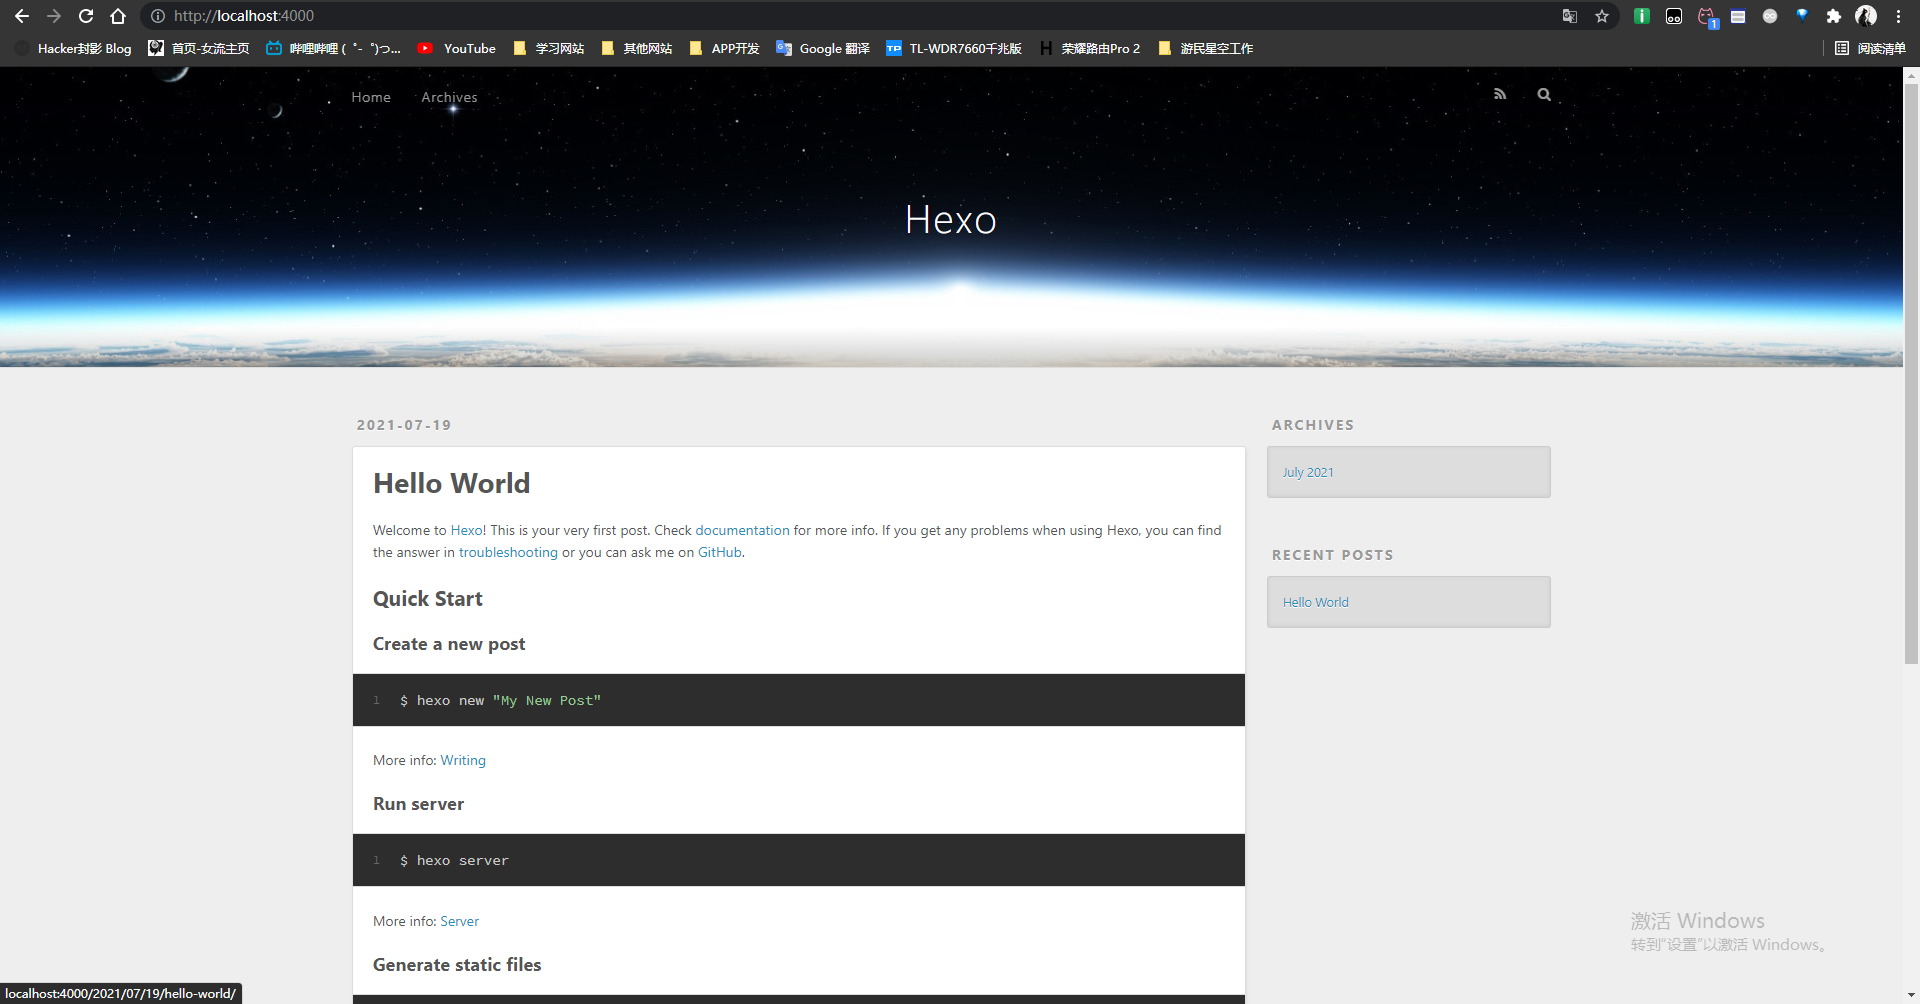 http://localhost:4000
Hacker封影 Blog 首页-女流主页 哔哩哔哩 ( ゜- ゜)つ... YouTube 学习网站 其他网站 APP开发 Google 翻译 TL-WDR7660千兆版 荣耀路由Pro 2 游民星空工作 阅读清单
Home Archives
Hexo
2021-07-19
Hello World
Welcome to Hexo! This is your very first post. Check documentation for more info. If you get any problems when using Hexo, you can find
the answer in troubleshooting or you can ask me on GitHub.
Quick Start
Create a new post
1 $ hexo new "My New Post"
More info: Writing
Run server
1 $ hexo server
More info: Server
Generate static files
ARCHIVES
July 2021
RECENT POSTS
Hello World
激活 Windows
转到"设置"以激活 Windows。
localhost:4000/2021/07/19/hello-world/